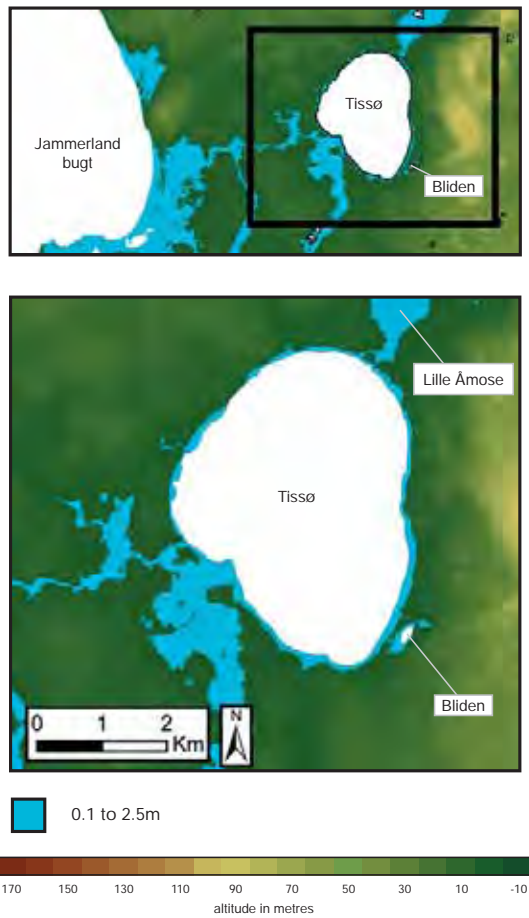 Tissø
Jammerland
bugt
Bliden
Lille Åmose
Tissø
Bliden
0 1 2
Km
N
0.1 to 2.5m
170 150 130 110 90 70 50 30 10 -10
altitude in metres